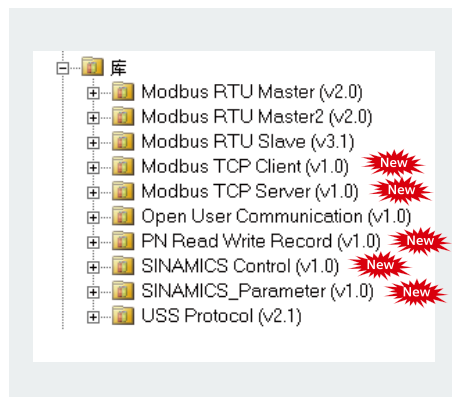 库
Modbus RTU Master (v2.0)
Modbus RTU Master2 (v2.0)
Modbus RTU Slave (v3.1)
Modbus TCP Client (v1.0) New
Modbus TCP Server (v1.0) New
Open User Communication (v1.0)
PN Read Write Record (v1.0) New
SINAMICS Control (v1.0) New
SINAMICS_Parameter (v1.0) New
USS Protocol (v2.1)